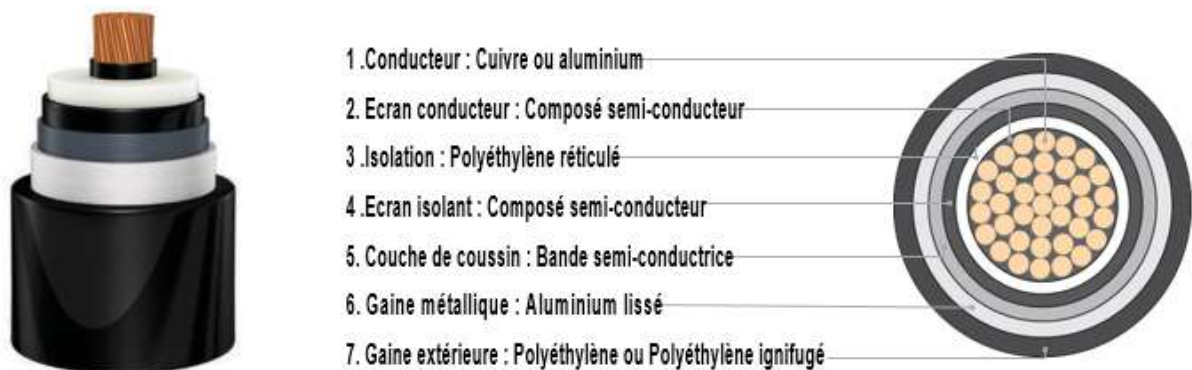 1 .Conducteur : Cuivre ou aluminium
2. Ecran conducteur : Composé semi-conducteur
3 .Isolation : Polyéthylène réticulé
4 .Ecran isolant : Composé semi-conducteur
5. Couche de coussin : Bande semi-conductrice
6. Gaine métallique : Aluminium lissé
7. Gaine extérieure : Polyéthylène ou Polyéthylène ignifugé